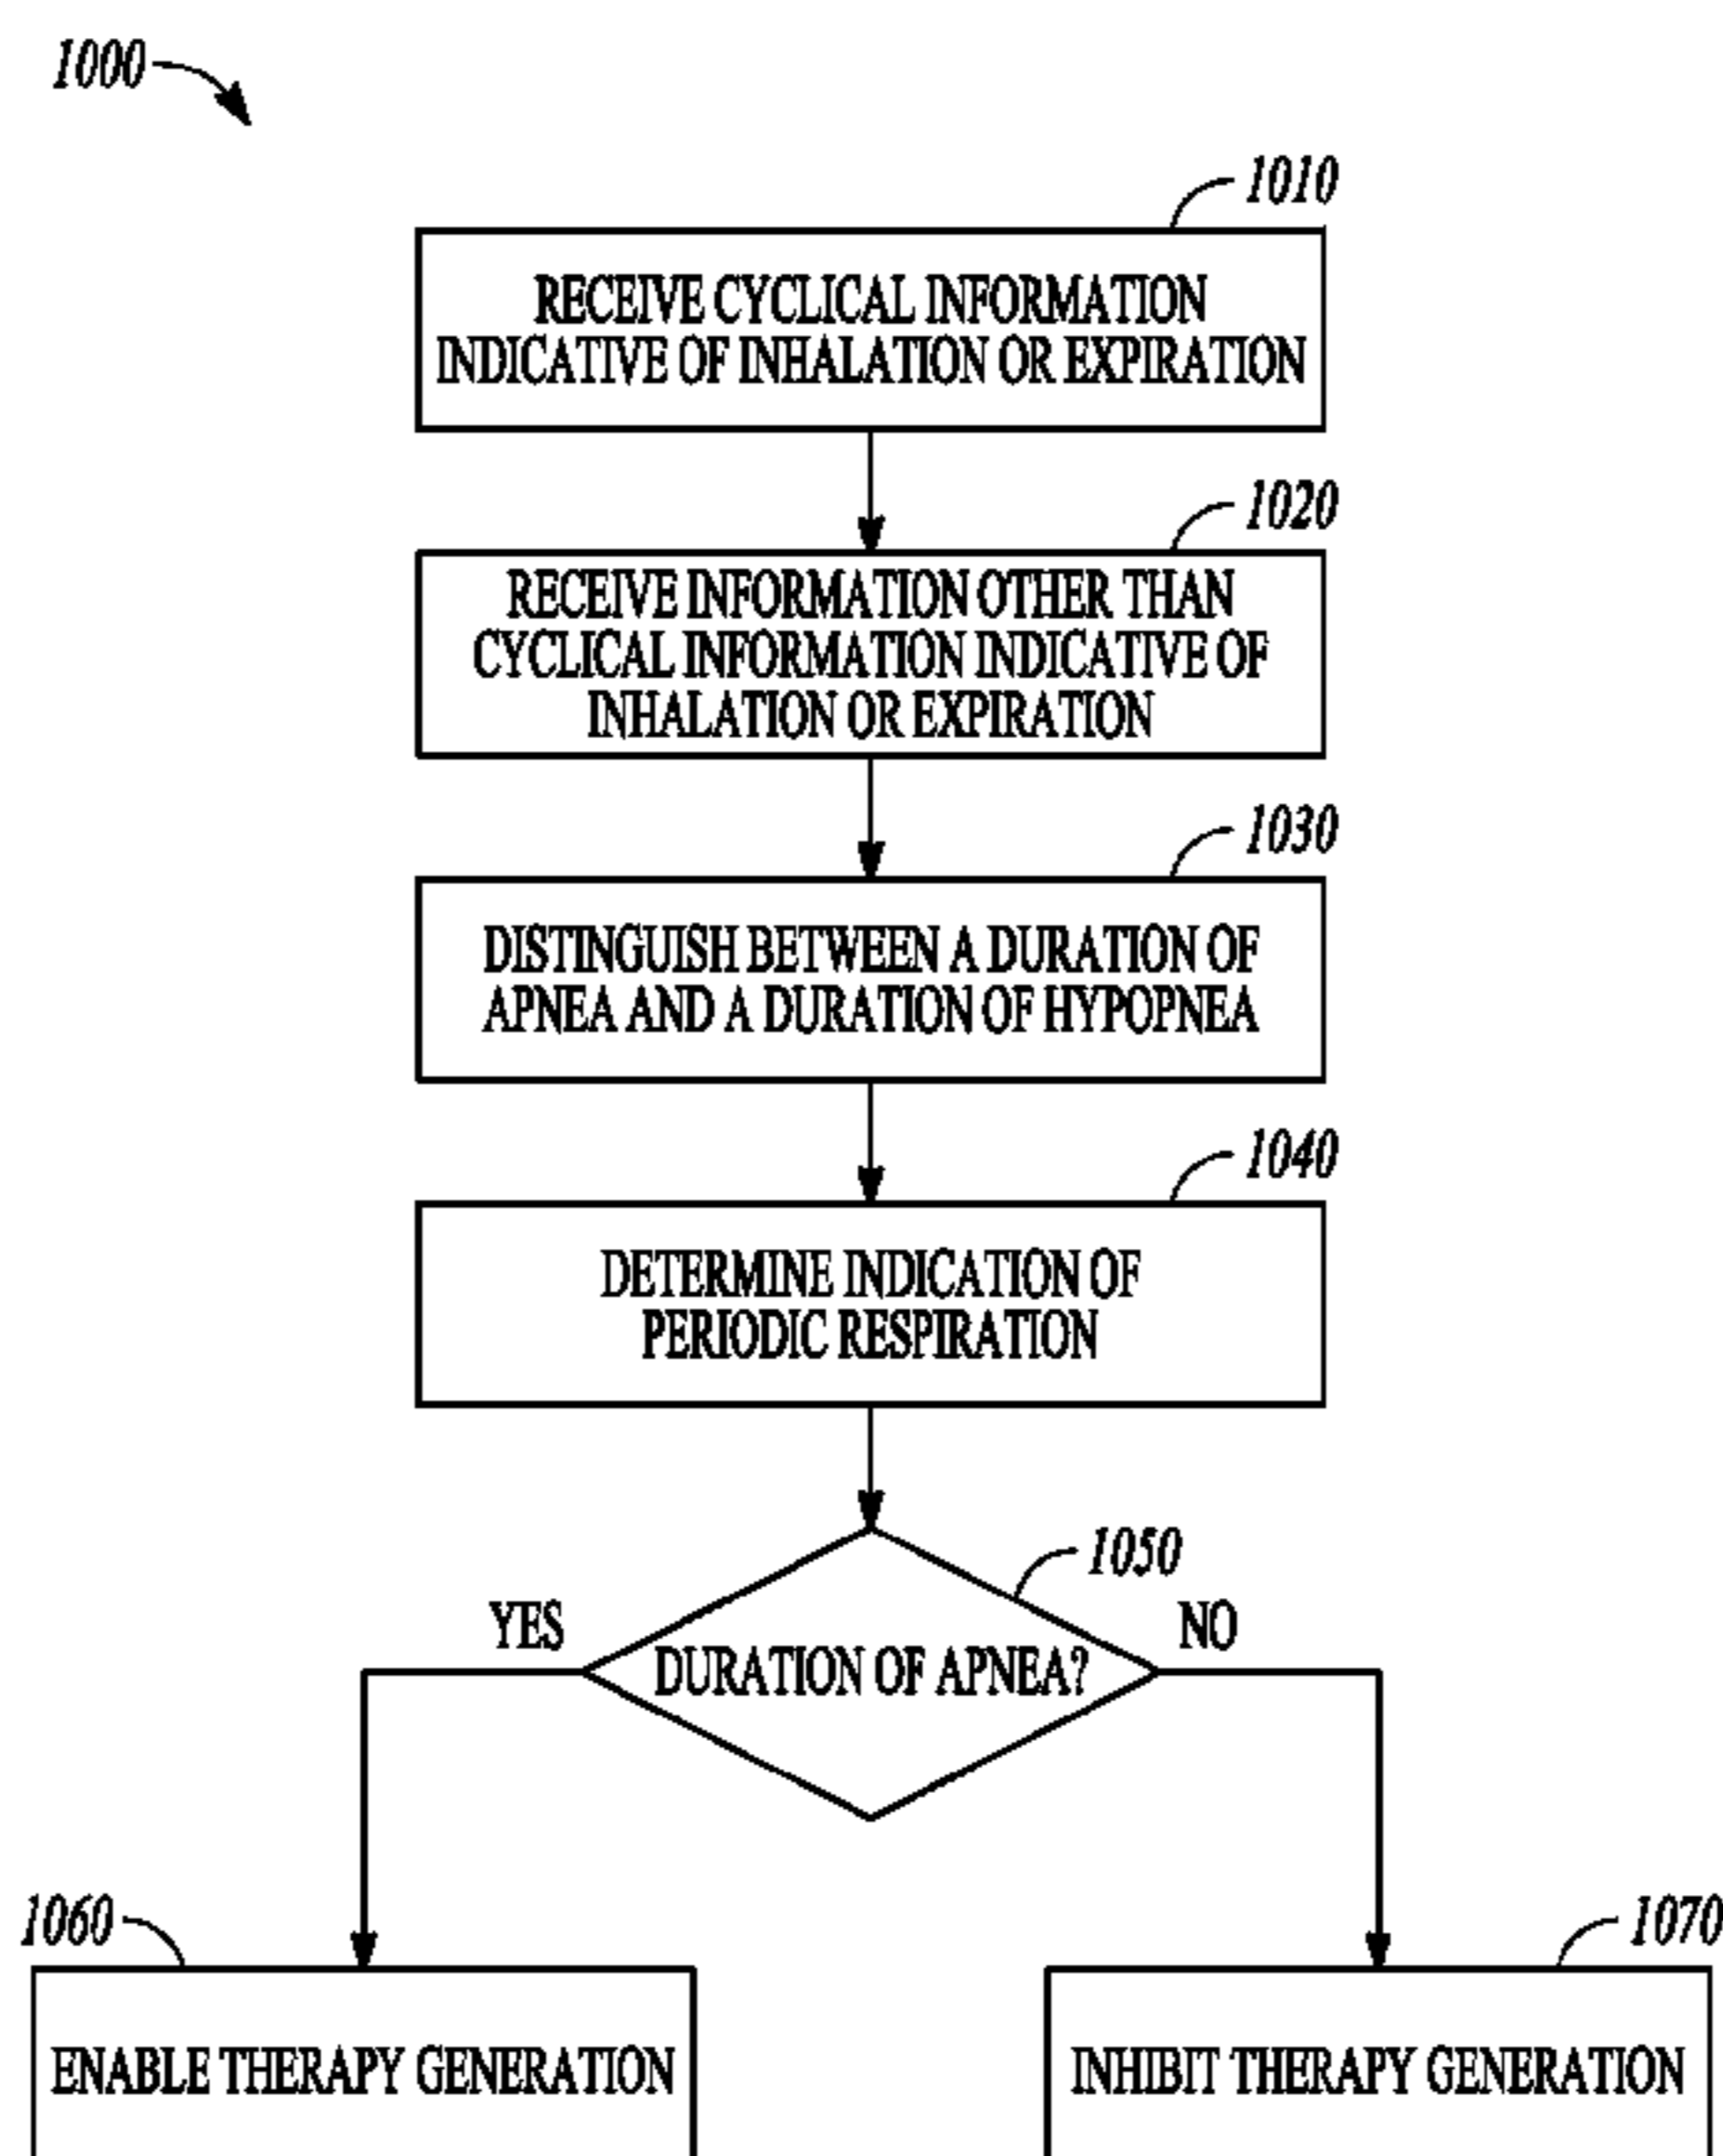 1000
1010
RECEIVE CYCLICAL INFORMATION
INDICATIVE OF INHALATION OR EXPIRATION
1020
RECEIVE INFORMATION OTHER THAN
CYCLICAL INFORMATION INDICATIVE OF
INHALATION OR EXPIRATION
1030
DISTINGUISH BETWEEN A DURATION OF
APNEA AND A DURATION OF HYPOPNEA
1040
DETERMINE INDICATION OF
PERIODIC RESPIRATION
1050
YES
NO
DURATION OF APNEA?
1060
1070
ENABLE THERAPY GENERATION
INHIBIT THERAPY GENERATION